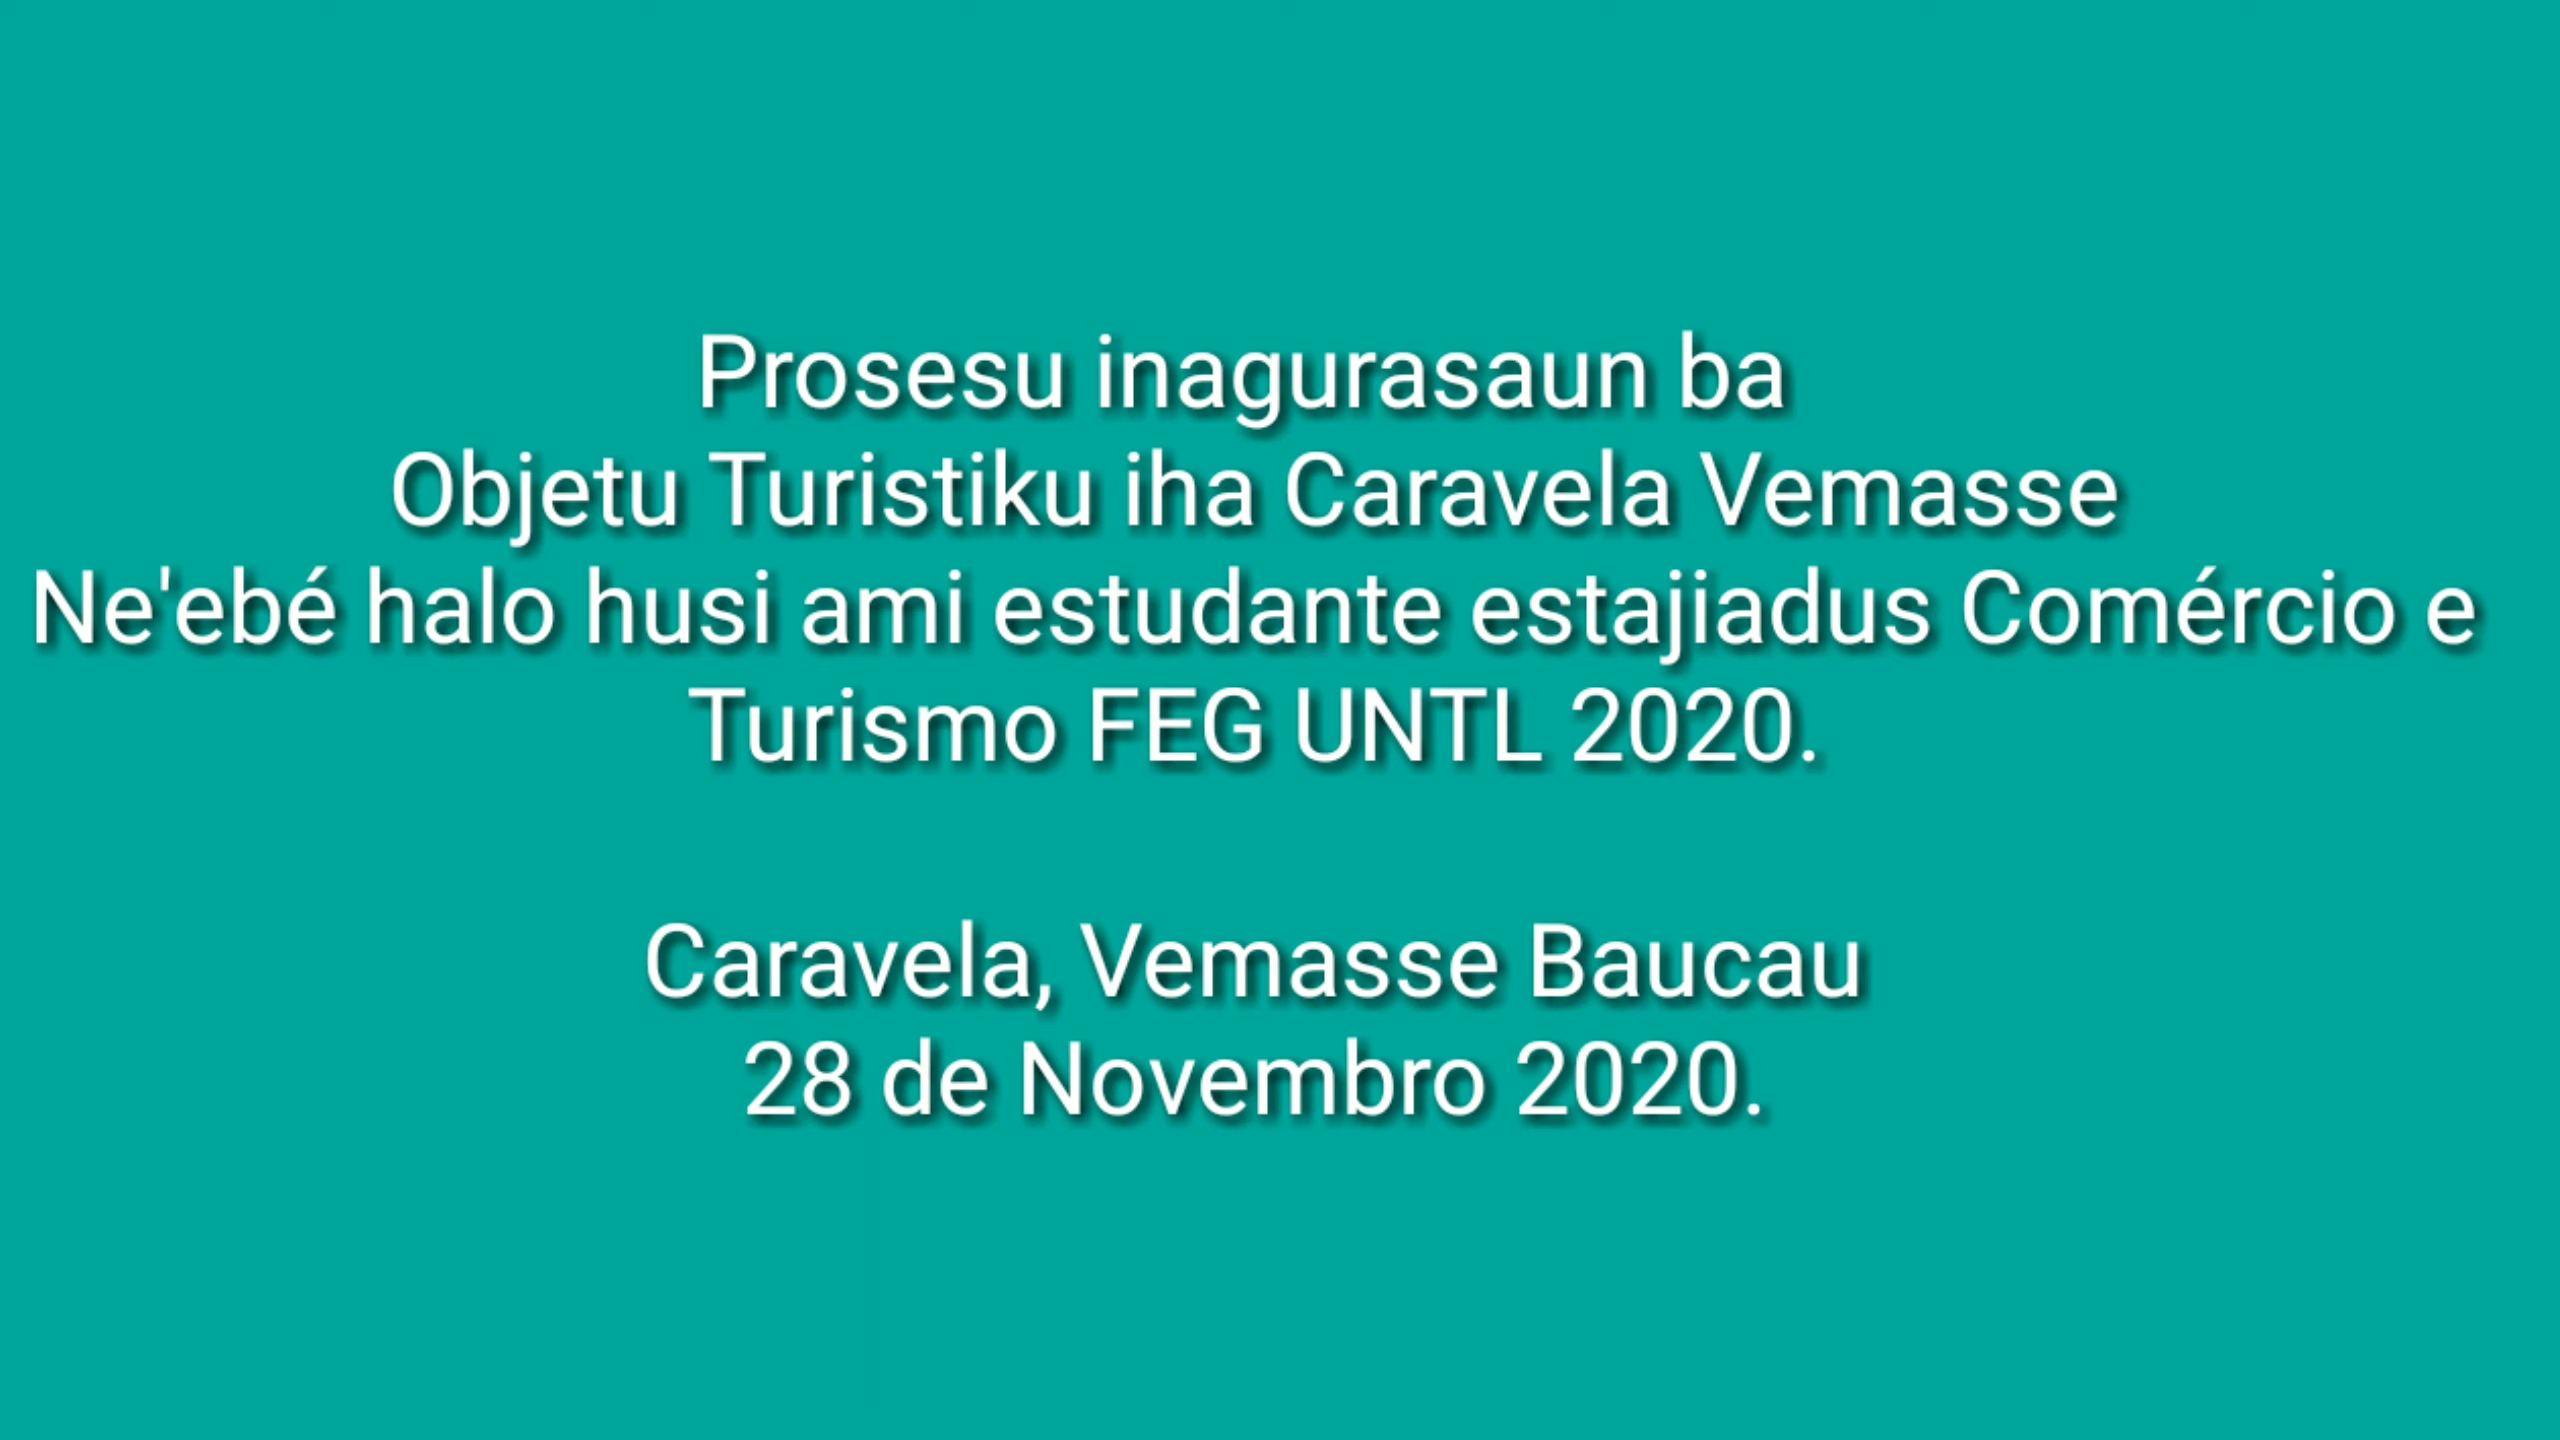 Prosesu inagurasaun ba
Objetu Turistiku iha Caravela Vemasse
Ne'ebé halo husi ami estudante estajiadus Comércio e
Turismo FEG UNTL 2020.
Caravela, Vemasse Baucau
28 de Novembro 2020.